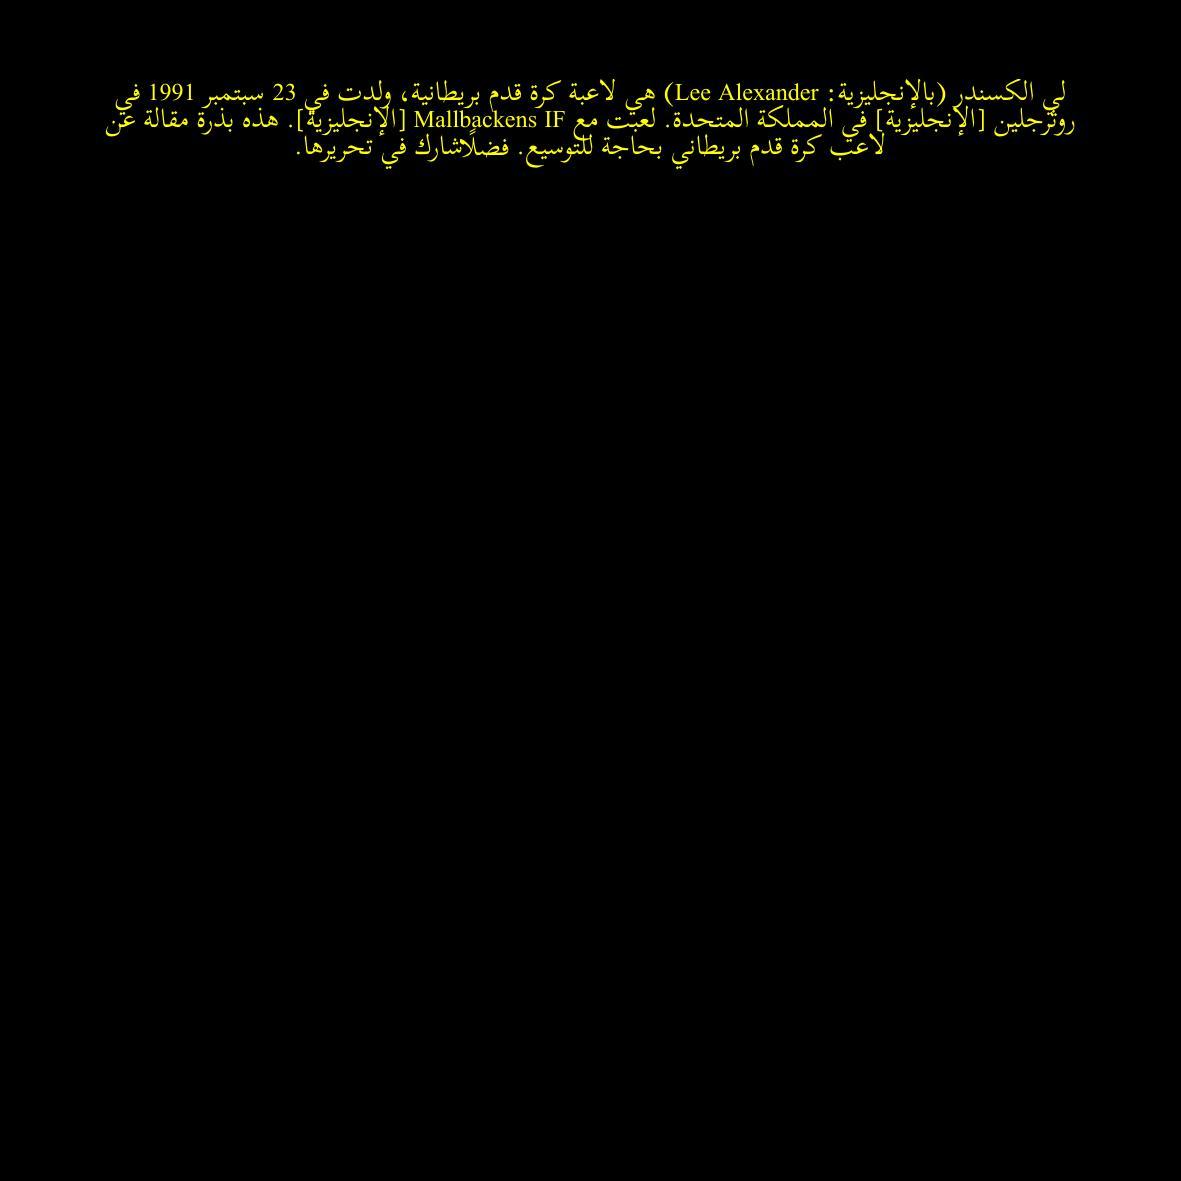 لي الكسندر (بالإنجليزية: Lee Alexander) هي لاعبة كرة قدم بريطانية، ولدت في 23 سبتمبر 1991 في
روثرجلين [الإنجليزية] في المملكة المتحدة. لعبت مع Mallbackens IF [الإنجليزية]. هذه بذرة مقالة عن
لاعب كرة قدم بريطاني بحاجة للتوسيع. فضلًاشارك في تحريرها.